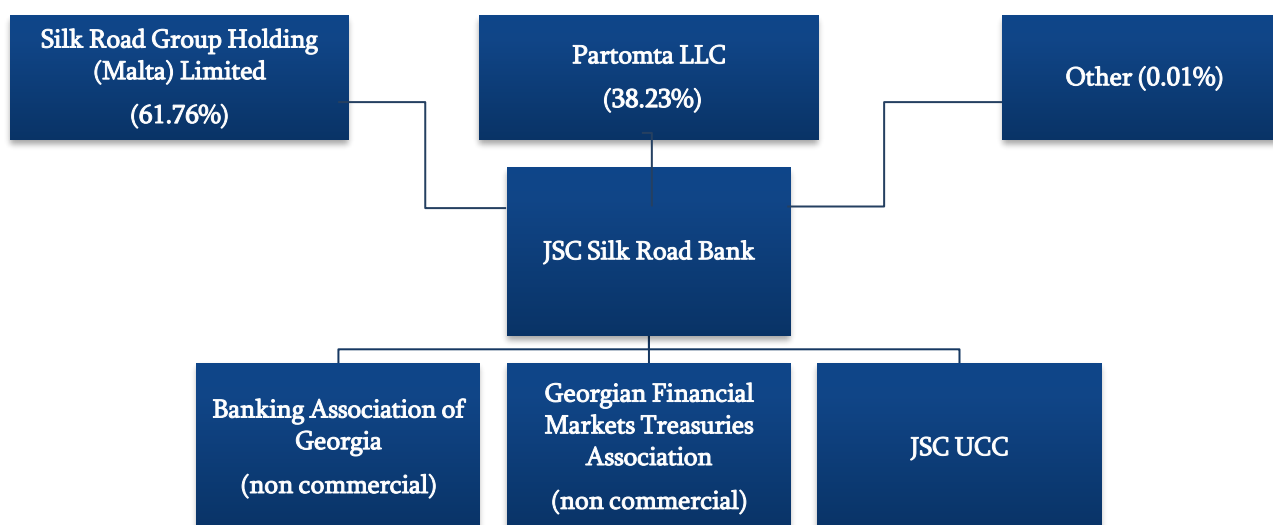 Silk Road Group Holding
(Malta) Limited
(61.76%)
Partomta LLC
(38.23%)
Other (0.01%)
JSC Silk Road Bank
Banking Association of
Georgia
(non commercial)
Georgian Financial
Markets Treasuries
Association
(non commercial)
JSC UCC